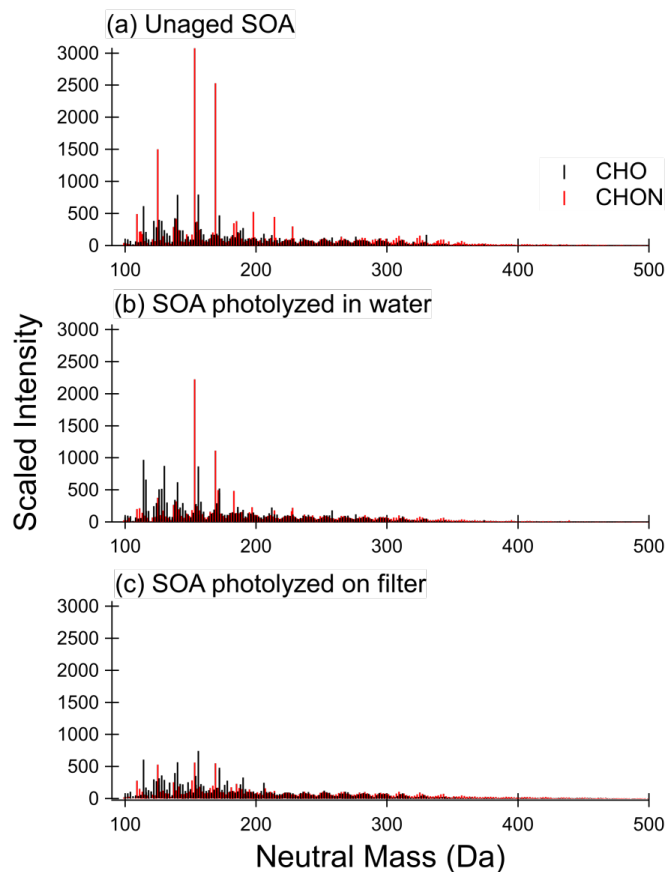 (a) Unaged SOA
3000
2500
2000
1500
1000
500
0
100 200 300 400 500
CHO
CHON
(b) SOA photolyzed in water
3000
2500
2000
1500
1000
500
0
100 200 300 400 500
(c) SOA photolyzed on filter
3000
2500
2000
1500
1000
500
0
100 200 300 400 500
Scaled Intensity
Neutral Mass (Da)